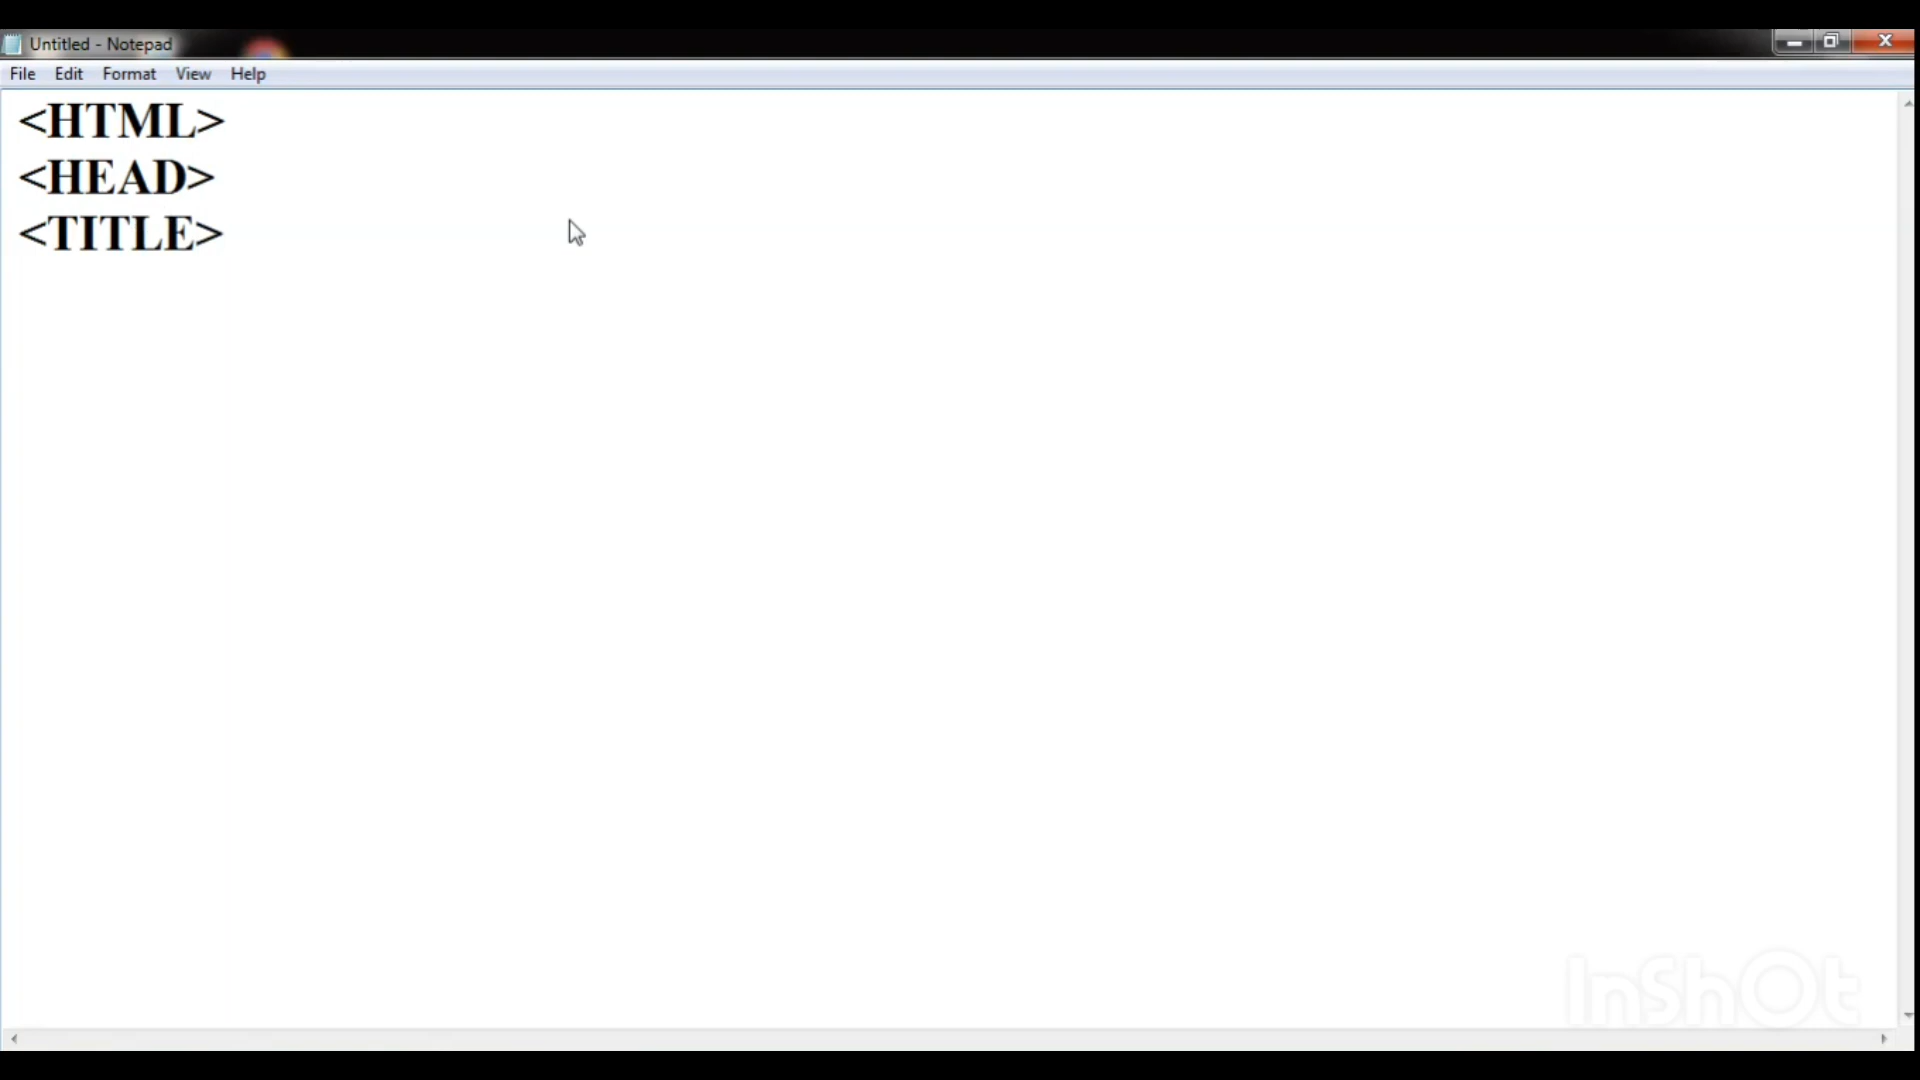 Untitled - Notepad
File Edit Format View Help
<HTML>
<HEAD>
<TITLE>
InShOt